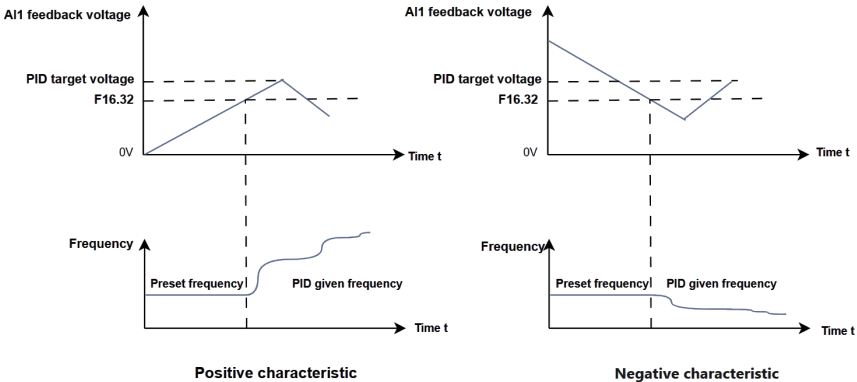 AI1 feedback voltage
PID target voltage
F16.32
0V
Time t
Frequency
Preset frequency
PID given frequency
Time t
Positive characteristic
AI1 feedback voltage
PID target voltage
F16.32
0V
Time t
Frequency
Preset frequency
PID given frequency
Time t
Negative characteristic